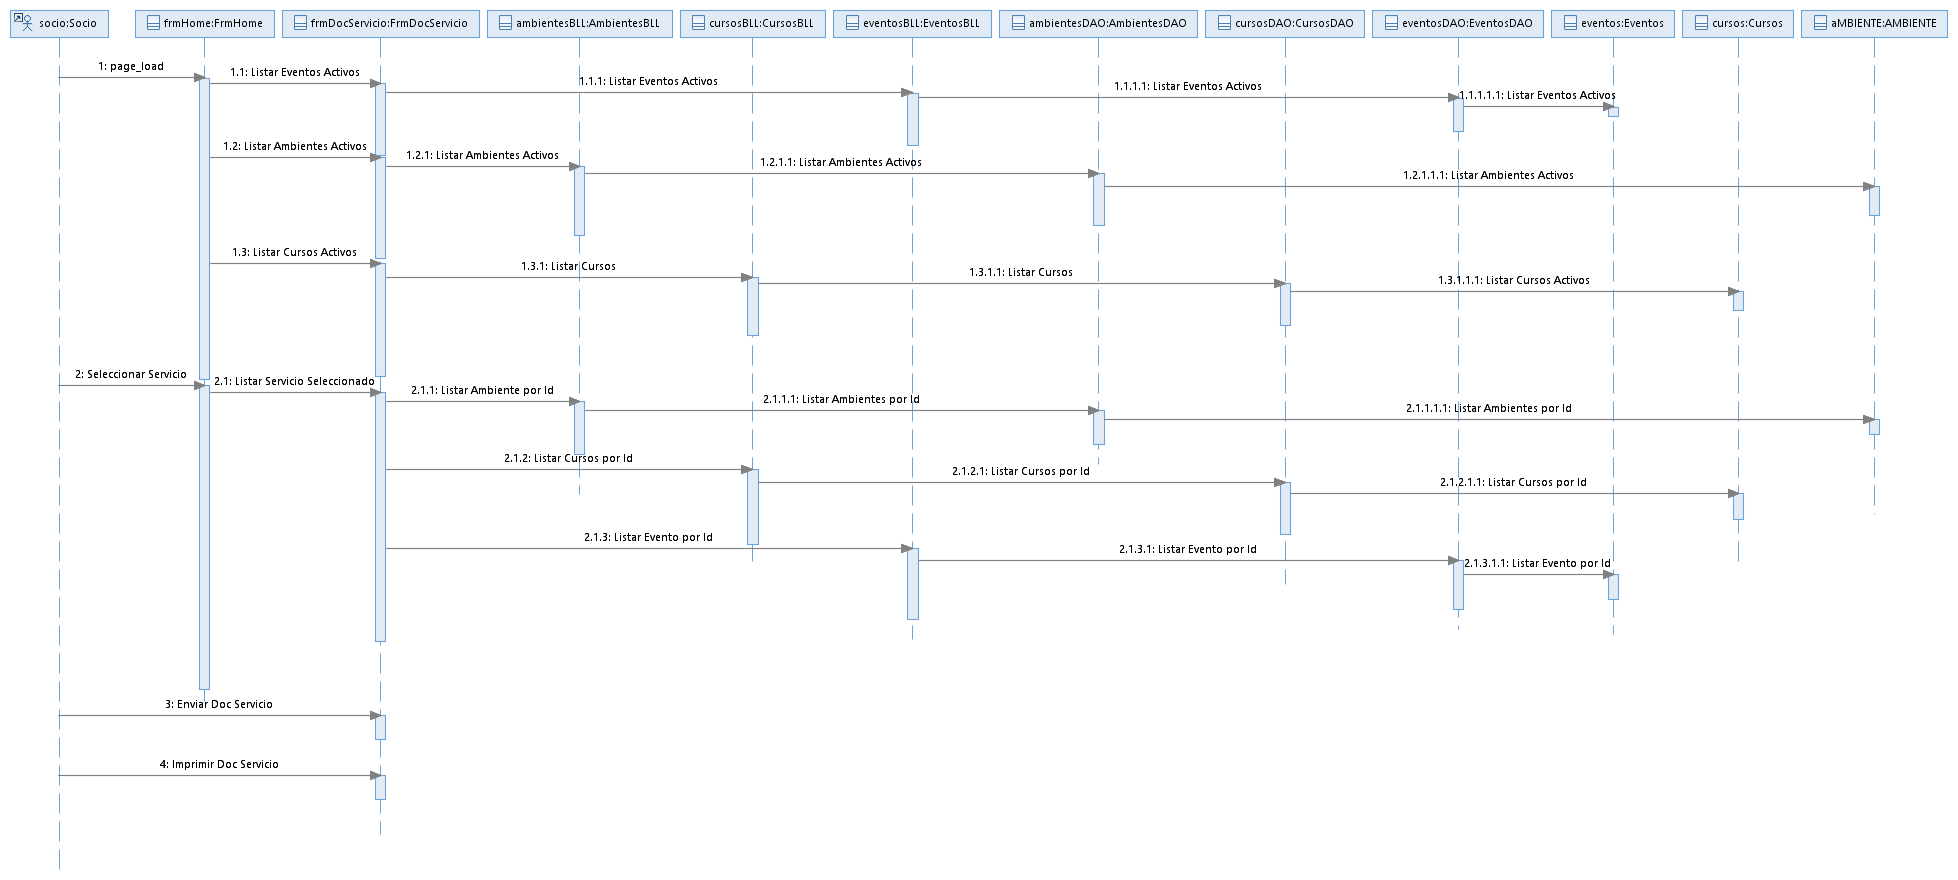 socio:Socio
frmHome:FrmHome
frmDocServicio:FrmDocServicio
ambientesBLL:AmbientesBLL
cursosBLL:CursosBLL
eventosBLL:EventosBLL
ambientesDAO:AmbientesDAO
cursosDAO:CursosDAO
eventosDAO:EventosDAO
eventos:Eventos
cursos:Cursos
aMBIENTE:AMBIENTE
1: page_load
1.1: Listar Eventos Activos
1.1.1: Listar Eventos Activos
1.1.1.1: Listar Eventos Activos
1.1.1.1.1: Listar Eventos Activos
1.2: Listar Ambientes Activos
1.2.1: Listar Ambientes Activos
1.2.1.1: Listar Ambientes Activos
1.2.1.1.1: Listar Ambientes Activos
1.3: Listar Cursos Activos
1.3.1: Listar Cursos
1.3.1.1: Listar Cursos
1.3.1.1.1: Listar Cursos Activos
2: Seleccionar Servicio
2.1: Listar Servicio Seleccionado
2.1.1: Listar Ambiente por Id
2.1.1.1: Listar Ambientes por Id
2.1.1.1.1: Listar Ambientes por Id
2.1.2: Listar Cursos por Id
2.1.2.1: Listar Cursos por Id
2.1.2.1.1: Listar Cursos por Id
2.1.3: Listar Evento por Id
2.1.3.1: Listar Evento por Id
2.1.3.1.1: Listar Evento por Id
3: Enviar Doc Servicio
4: Imprimir Doc Servicio